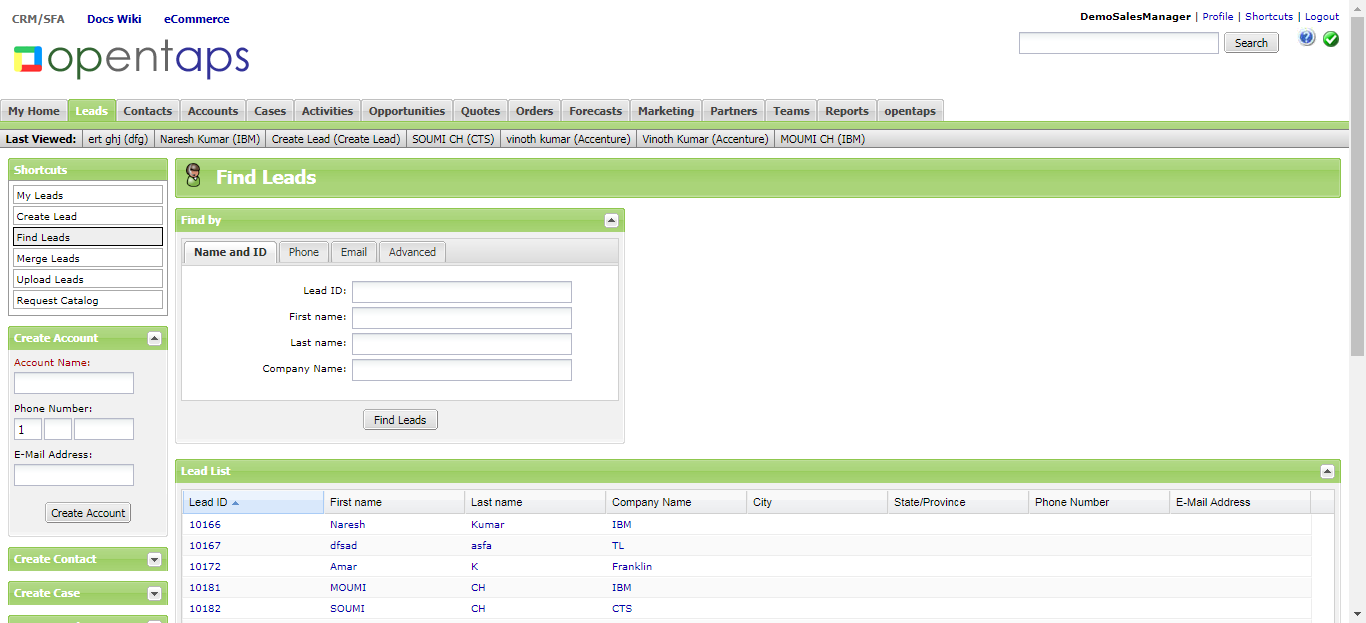 CRM/SFA Docs Wiki eCommerce
DemoSalesManager | Profile | Shortcuts | Logout
opentaps
Search
My Home Leads Contacts Accounts Cases Activities Opportunities Quotes Orders Forecasts Marketing Partners Teams Reports opentaps
Last Viewed: ert ghj (dfg) Naresh Kumar (IBM) Create Lead (Create Lead) SOUMI CH (CTS) vinoth kumar (Accenture) Vinoth Kumar (Accenture) MOUMI CH (IBM)
Shortcuts
My Leads
Create Lead
Find Leads
Merge Leads
Upload Leads
Request Catalog
Create Account
Account Name:
Phone Number:
1
E-Mail Address:
Create Account
Create Contact
Create Case
Find Leads
Find by
Name and ID Phone Email Advanced
Lead ID:
First name:
Last name:
Company Name:
Find Leads
Lead List
Lead ID First name Last name Company Name City State/Province Phone Number E-Mail Address
10166 Naresh Kumar IBM
10167 dfsad asfa TL
10172 Amar K Franklin
10181 MOUMI CH IBM
10182 SOUMI CH CTS